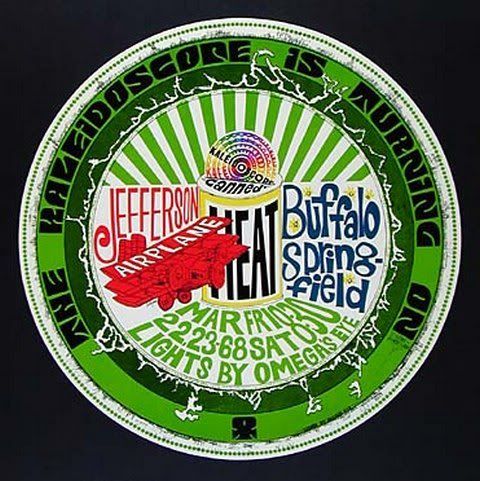 THE KALEIDOSCOPE IS TURNING ON
Canned
HEAT
JEFFERSON
AIRPLANE
Buffalo
Spring-
field
MAR FRI
22.23-68 SAT
LIGHTS BY OMEGA'S EYE